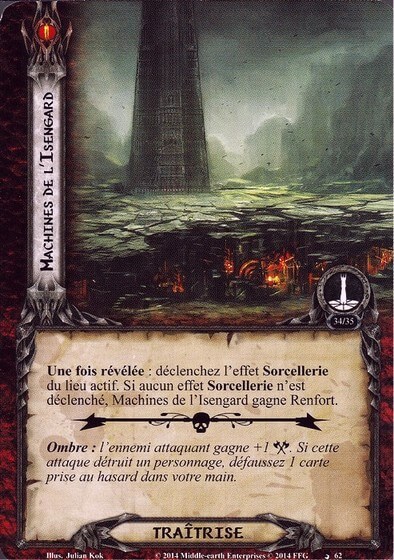 MACHINES DE L'ISENGARD
34/35
Une fois révélée : déclenchez l'effet Sorcellerie
du lieu actif. Si aucun effet Sorcellerie n'est
déclenché, Machines de l'Isengard gagne Renfort.
Ombre : l'ennemi attaquant gagne +1 . Si cette
attaque détruit un personnage, défaussez 1 carte
prise au hasard dans votre main.
TRAÎTRISE
Illus. Julian Kok © 2014 Middle-earth Enterprises © 2014 FFG 62